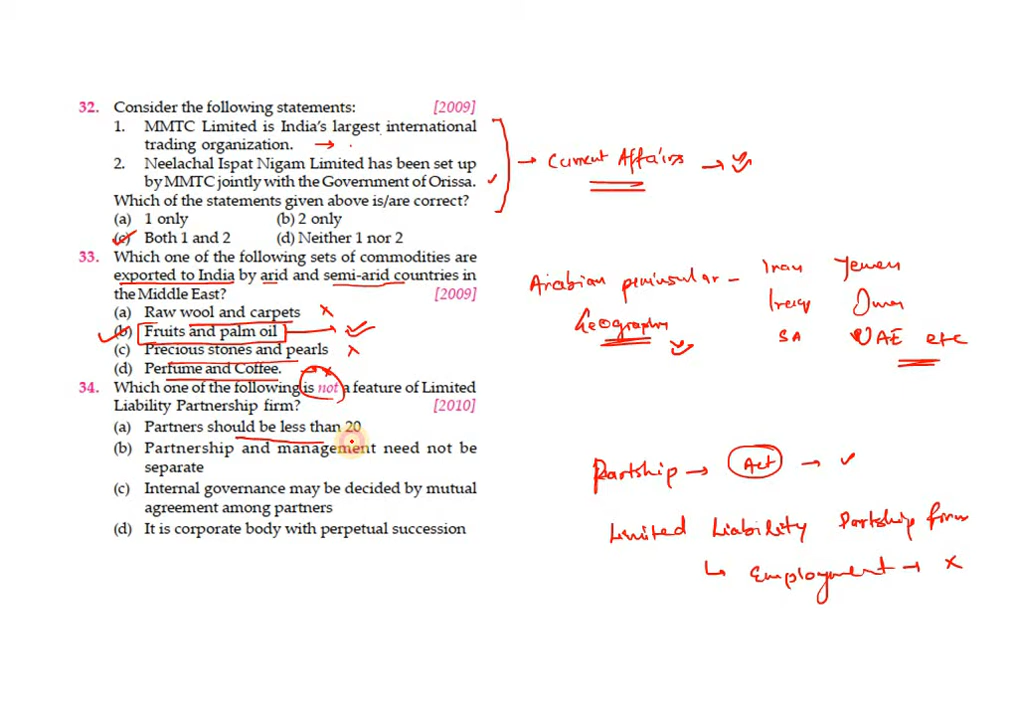 32. Consider the following statements: [2009]
1. MMTC Limited is India's largest international
trading organization. →
2. Neelachal Ispat Nigam Limited has been set up
by MMTC jointly with the Government of Orissa.
Which of the statements given above is/are correct?
(a) 1 only (b) 2 only
(c) Both 1 and 2 (d) Neither 1 nor 2
→ Current Affairs →
33. Which one of the following sets of commodities are
exported to India by arid and semi-arid countries in
the Middle East? [2009]
(a) Raw wool and carpets x
(b) Fruits and palm oil
(c) Precious stones and pearls x
(d) Perfume and Coffee. → x
Arabian peninsular - Iran Yemen
Geography Iraq Oman
SA UAE etc
34. Which one of the following is not a feature of Limited
Liability Partnership firm? [2010]
(a) Partners should be less than 20
(b) Partnership and management need not be
separate
(c) Internal governance may be decided by mutual
agreement among partners
(d) It is corporate body with perpetual succession
Partship → Act → ✓
Limited Liability Partship firm
↳ Employment → x